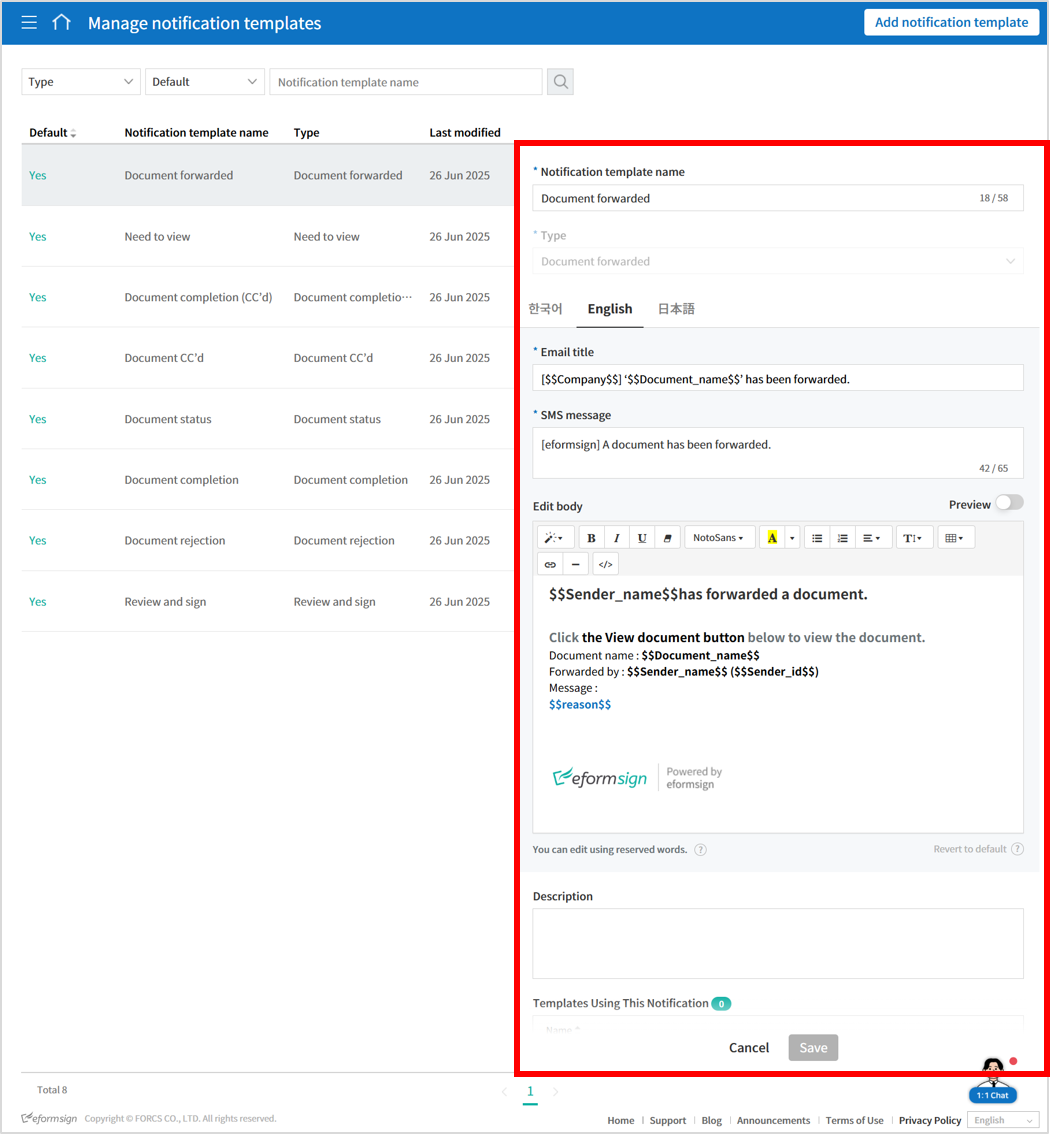 Manage notification templates
Add notification template
Type Default Notification template name
Default Notification template name Type Last modified
Yes Document forwarded Document forwarded 26 Jun 2025
Yes Need to view Need to view 26 Jun 2025
Yes Document completion (CC’d) Document completio··· 26 Jun 2025
Yes Document CC’d Document CC’d 26 Jun 2025
Yes Document status Document status 26 Jun 2025
Yes Document completion Document completion 26 Jun 2025
Yes Document rejection Document rejection 26 Jun 2025
Yes Review and sign Review and sign 26 Jun 2025
* Notification template name
Document forwarded 18 / 58
* Type
Document forwarded
한국어 English 日本語
* Email title
[$$Company$$] ‘$$Document_name$$’ has been forwarded.
* SMS message
[eformsign] A document has been forwarded.
42 / 65
Edit body Preview
B I U NotoSans A T
</>
$$Sender_name$$has forwarded a document.
Click the View document button below to view the document.
Document name : $$Document_name$$
Forwarded by : $$Sender_name$$ ($$Sender_id$$)
Message :
$$reason$$
eformsign Powered by
eformsign
You can edit using reserved words. ? Revert to default ?
Description
Templates Using This Notification 0
Name *
Cancel Save
Total 8 1
1:1 Chat
eformsign Copyright © FORCS CO., LTD. All rights reserved.
Home Support Blog Announcements Terms of Use Privacy Policy English